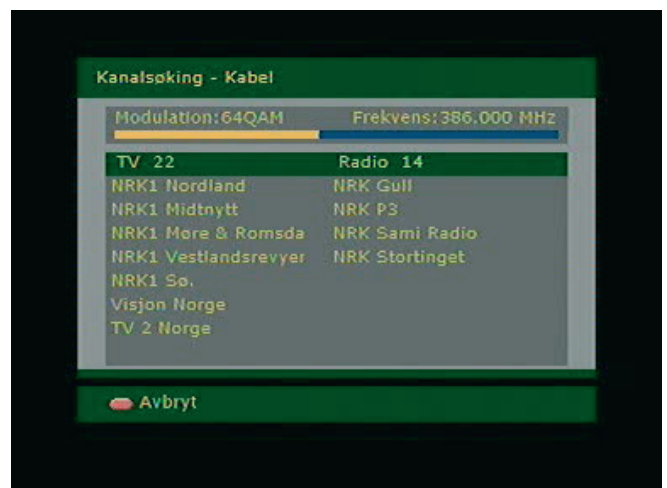 Kanalsøking - Kabel
Modulation:64QAM Frekvens:386.000 MHz
TV 22 Radio 14
NRK1 Nordland NRK Gull
NRK1 Midtnytt NRK P3
NRK1 Møre & Romsda NRK Sami Radio
NRK1 Vestlandsrevyer NRK Stortinget
NRK1 Sø.
Visjon Norge
TV 2 Norge
Avbryt